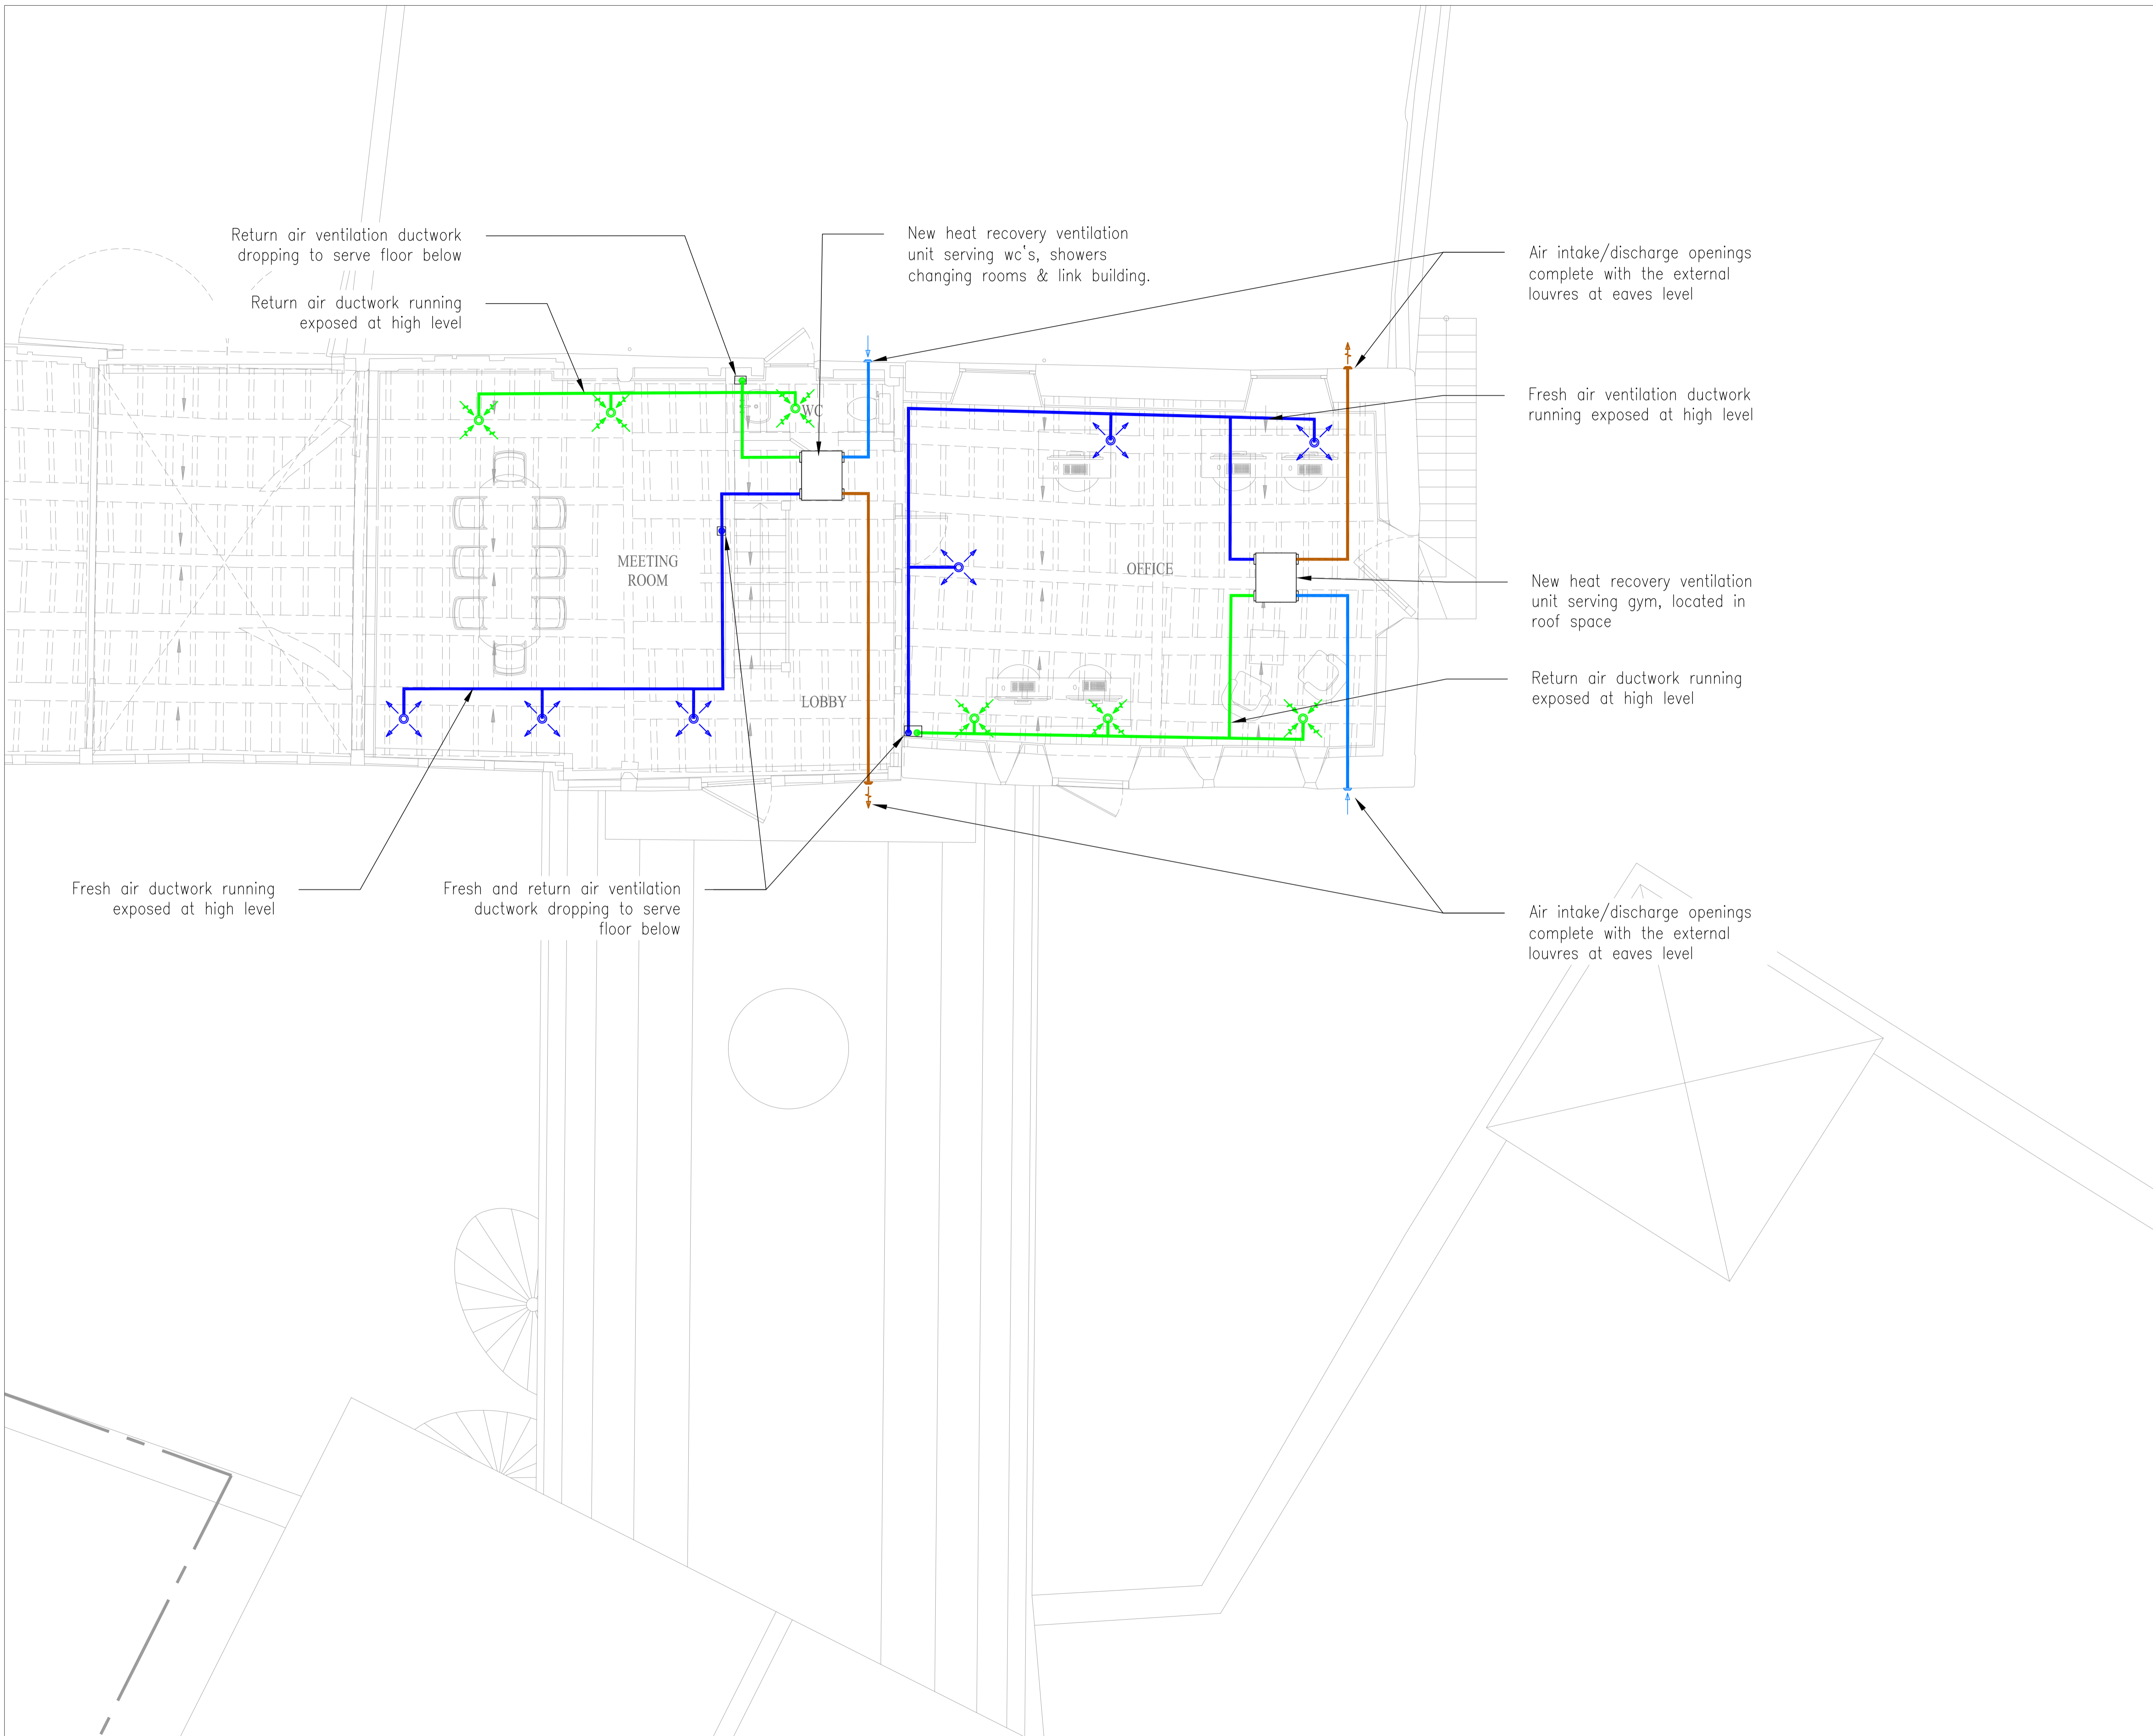 Return air ventilation ductwork
dropping to serve floor below
New heat recovery ventilation
unit serving wc's, showers
changing rooms & link building.
Air intake/discharge openings
complete with the external
louvres at eaves level
Return air ductwork running
exposed at high level
Fresh air ventilation ductwork
running exposed at high level
WC
MEETING
ROOM
OFFICE
New heat recovery ventilation
unit serving gym, located in
roof space
LOBBY
Return air ductwork running
exposed at high level
Fresh air ductwork running
exposed at high level
Fresh and return air ventilation
ductwork dropping to serve
floor below
Air intake/discharge openings
complete with the external
louvres at eaves level